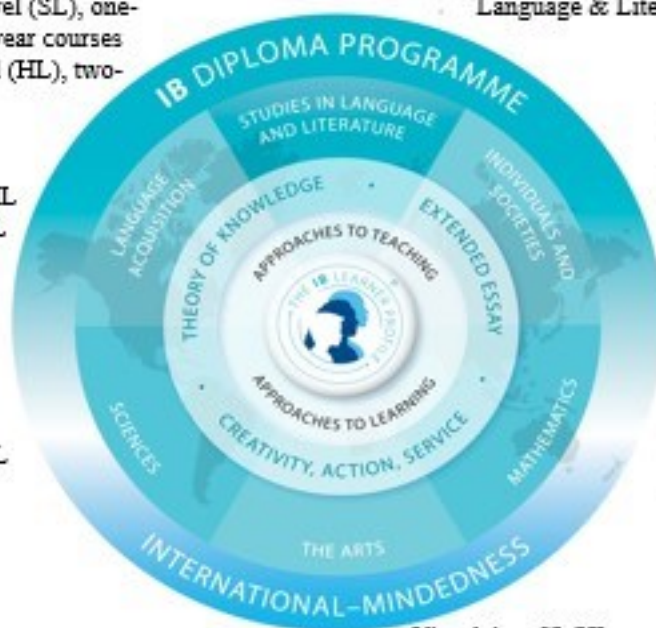 vel (SL), one-
Language & Lite
year courses
l (HL), two-
L
L
IB DIPLOMA PROGRAMME
STUDIES IN LANGUAGE
AND LITERATURE
LANGUAGE
ACQUISITION
INDIVIDUALS AND
SOCIETIES
THEORY OF KNOWLEDGE
EXTENDED ESSAY
APPROACHES TO TEACHING
THE IB LEARNER PROFILE
APPROACHES TO LEARNING
CREATIVITY, ACTION, SERVICE
SCIENCES
MATHEMATICS
L
THE ARTS
INTERNATIONAL-MINDEDNESS